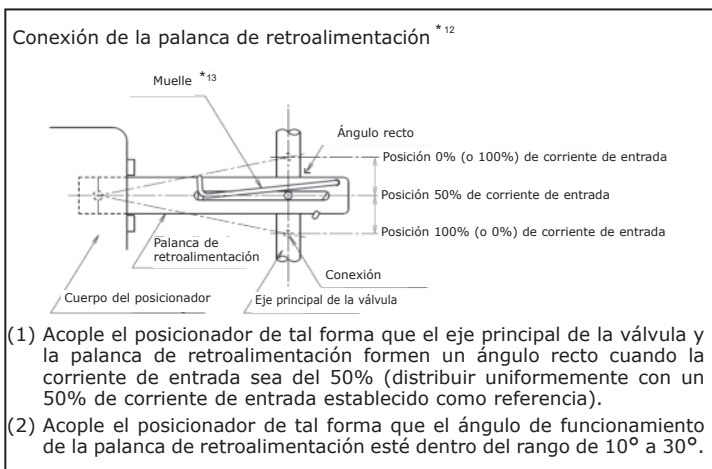 Conexión de la palanca de retroalimentación *12
Muelle *13
Ángulo recto
Posición 0% (o 100%) de corriente de entrada
Posición 50% de corriente de entrada
Posición 100% (o 0%) de corriente de entrada
Palanca de
retroalimentación
Conexión
Cuerpo del posicionador
Eje principal de la válvula
(1) Acople el posicionador de tal forma que el eje principal de la válvula y
la palanca de retroalimentación formen un ángulo recto cuando la
corriente de entrada sea del 50% (distribuir uniformemente con un
50% de corriente de entrada establecido como referencia).
(2) Acople el posicionador de tal forma que el ángulo de funcionamiento
de la palanca de retroalimentación esté dentro del rango de 10° a 30°.